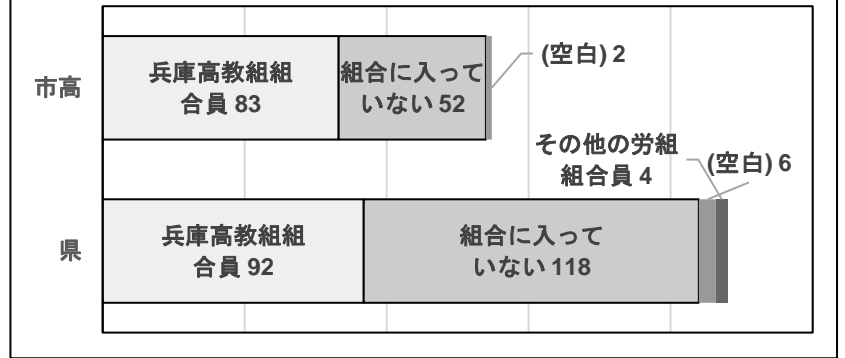 市高
兵庫高教組組
合員 83
組合に入って
いない 52
(空白) 2
その他の労組
組合員 4
(空白) 6
県
兵庫高教組組
合員 92
組合に入って
いない 118